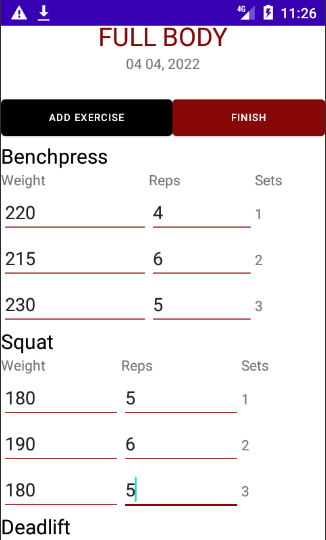 4G 11:26
FULL BODY
04 04, 2022
ADD EXERCISE FINISH
Benchpress
Weight Reps Sets
220 4 1
215 6 2
230 5 3
Squat
Weight Reps Sets
180 5 1
190 6 2
180 5 3
Deadlift